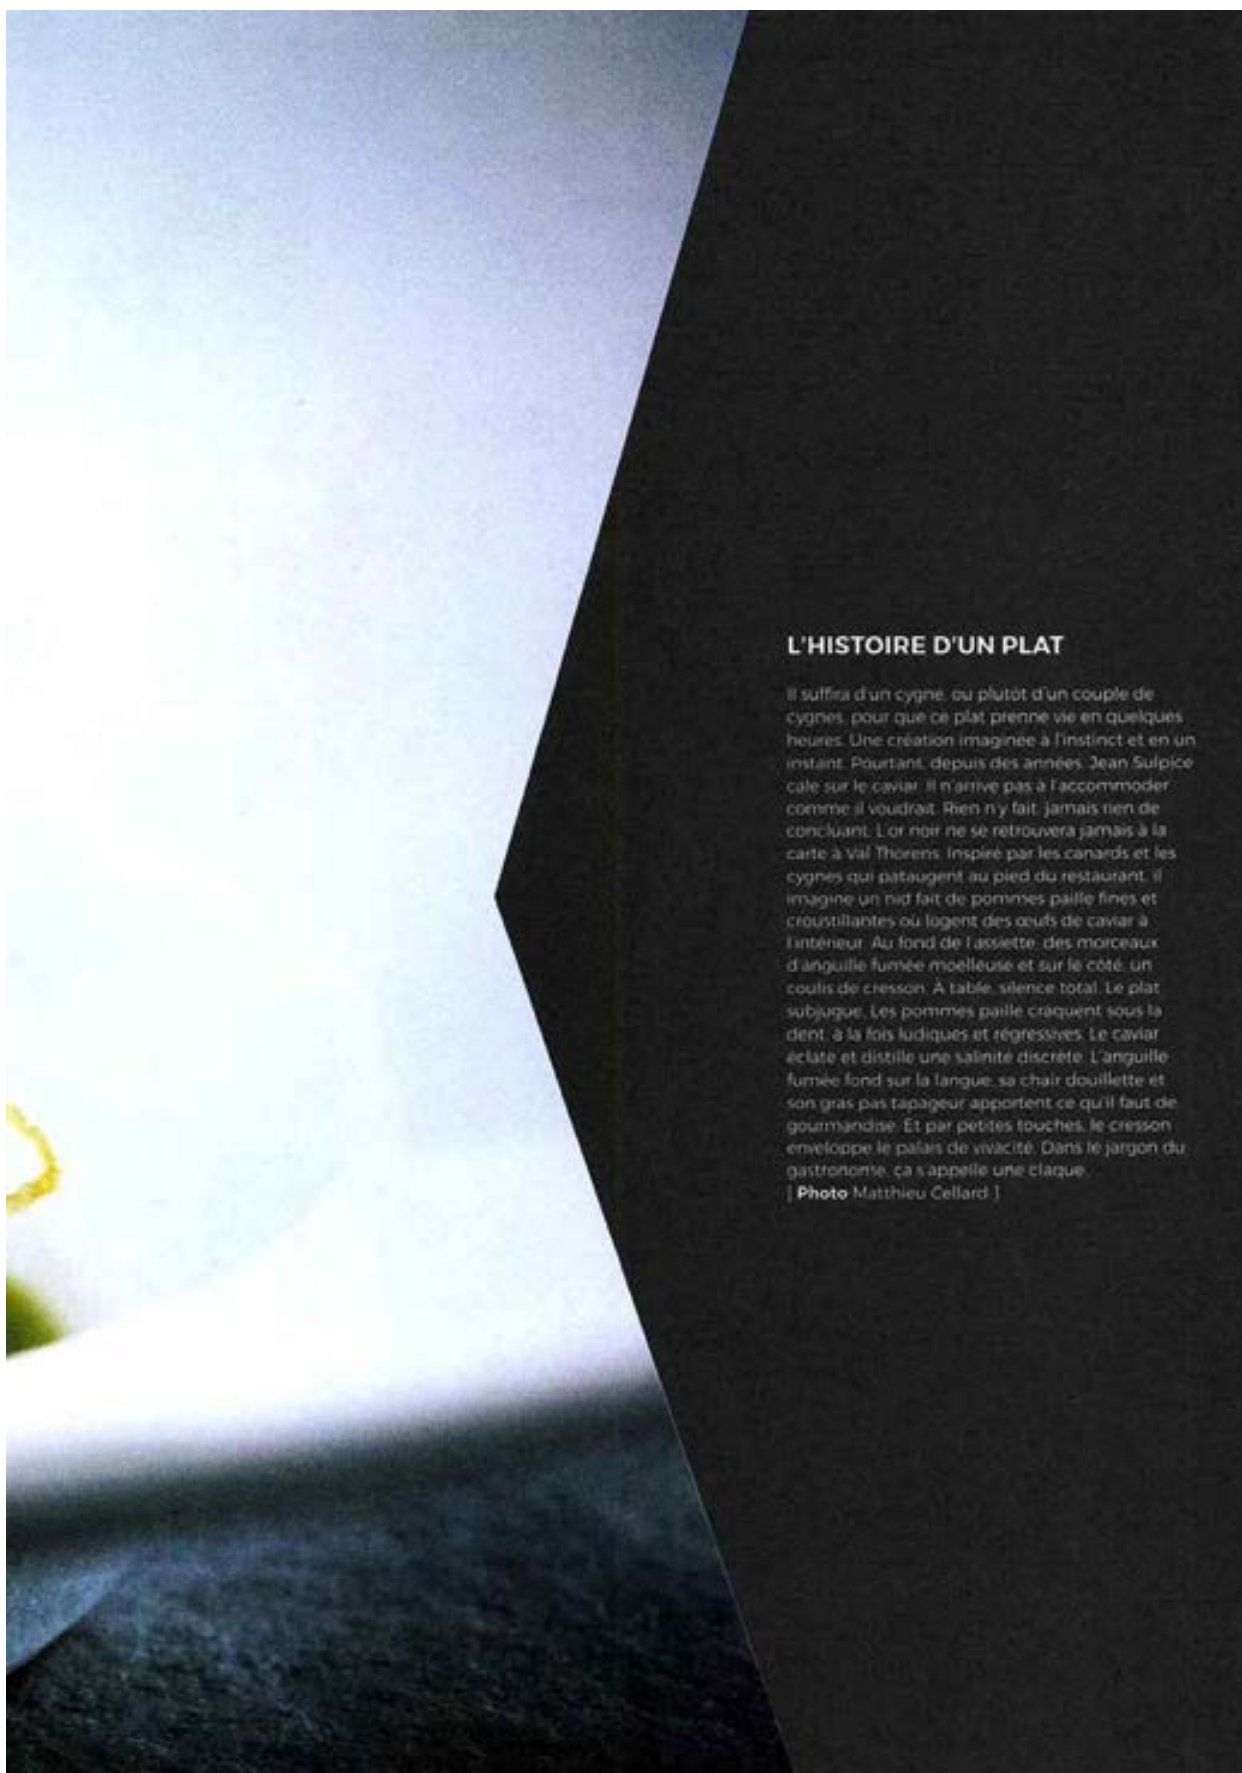 L'HISTOIRE D'UN PLAT
Il suffira d'un cygne, ou plutôt d'un couple de
cygnes, pour que ce plat prenne vie en quelques
heures. Une création imaginée à l'instinct et en un
instant. Pourtant, depuis des années, Jean Sulpice
cale sur le caviar. Il n'arrive pas à l'accommoder
comme il voudrait. Rien n'y fait, jamais rien de
concluant. L'or noir ne se retrouvera jamais à la
carte à Val Thorens. Inspiré par les canards et les
cygnes qui pataugent au pied du restaurant, il
imagine un nid fait de pommes paille fines et
croustillantes où logent des œufs de caviar à
l'intérieur. Au fond de l'assiette, des morceaux
d'anguille fumée moelleuse et sur le côté, un
coulis de cresson. À table, silence total. Le plat
subjugue. Les pommes paille craquent sous la
dent, à la fois ludiques et régressives. Le caviar
éclate et distille une salinité discrète. L'anguille
fumée fond sur la langue, sa chair douillette et
son gras pas tapageur apportent ce qu'il faut de
gourmandise. Et par petites touches, le cresson
enveloppe le palais de vivacité. Dans le jargon du
gastronome, ça s'appelle une claque.
[ Photo Matthieu Cellard ]